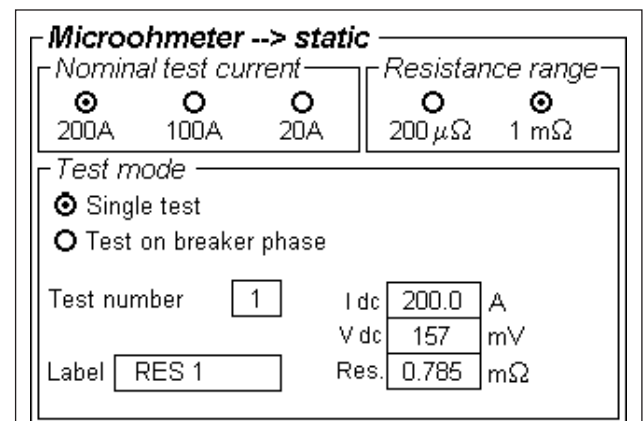 Microohmeter --> static
Nominal test current
200A 100A 20A
Resistance range
200 μΩ 1 mΩ
Test mode
Single test
Test on breaker phase
Test number 1
I dc 200.0 A
V dc 157 mV
Label RES 1
Res. 0.785 mΩ